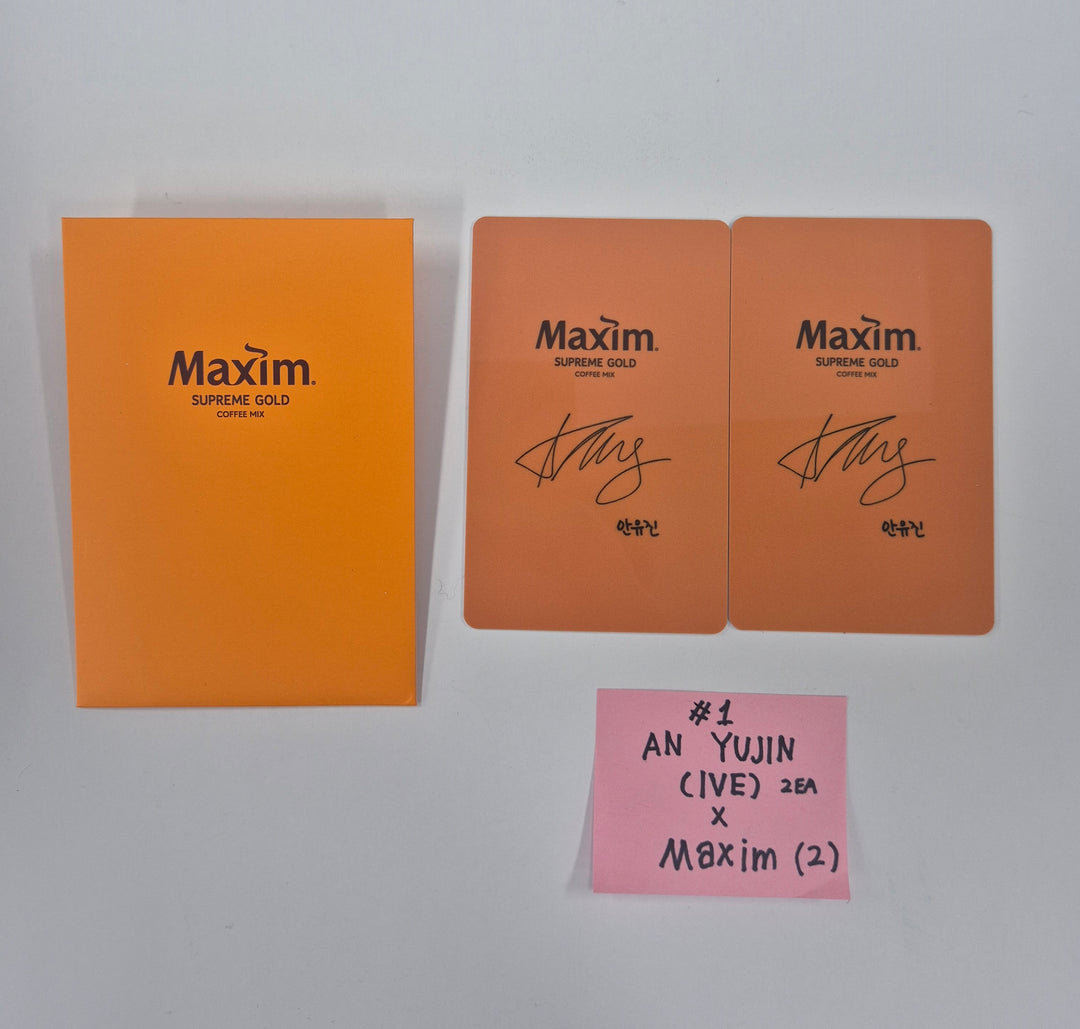 Maxim.
SUPREME GOLD
COFFEE MIX
Maxim.
SUPREME GOLD
COFFEE MIX
안유진
Maxim.
SUPREME GOLD
COFFEE MIX
안유진
#1
AN YUJIN
(IVE) 2EA
X
Maxim (2)